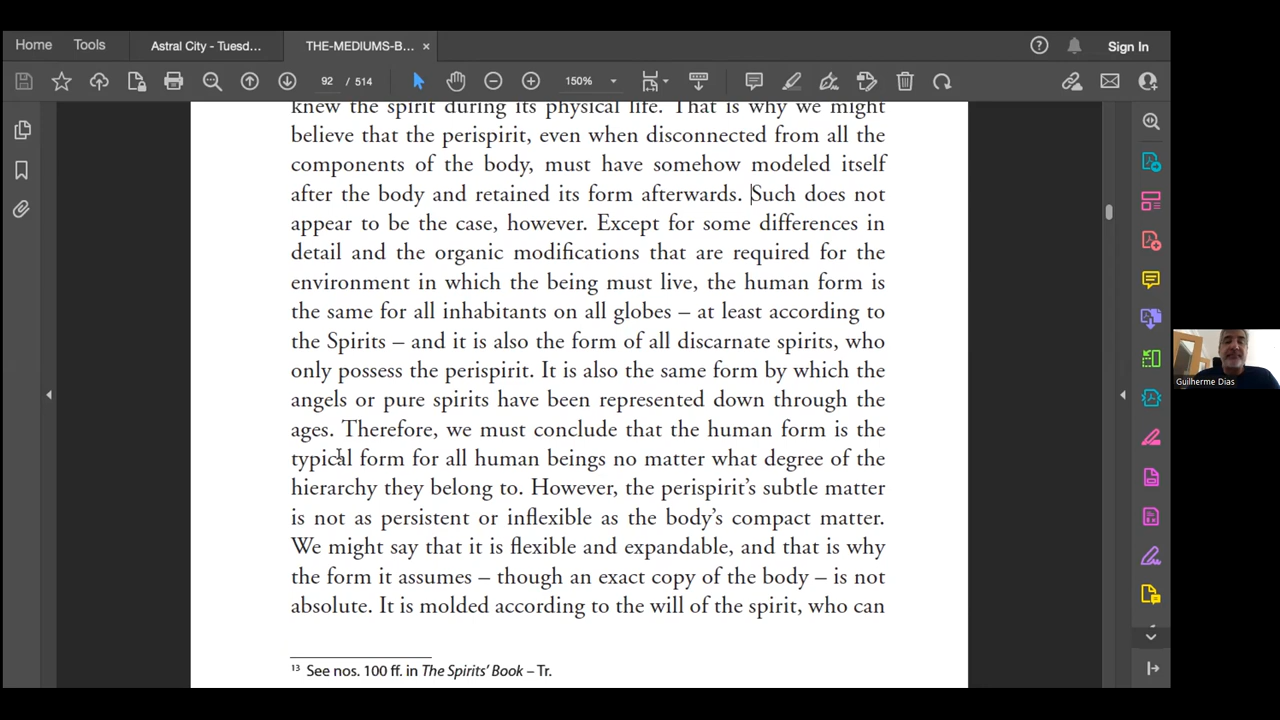 Home Tools Astral City - Tuesd... THE-MEDIUMS-B... × Sign In
92 / 514 150%
knew the spirit during its physical life. That is why we might
believe that the perispirit, even when disconnected from all the
components of the body, must have somehow modeled itself
after the body and retained its form afterwards. Such does not
appear to be the case, however. Except for some differences in
detail and the organic modifications that are required for the
environment in which the being must live, the human form is
the same for all inhabitants on all globes – at least according to
the Spirits – and it is also the form of all discarnate spirits, who
only possess the perispirit. It is also the same form by which the
angels or pure spirits have been represented down through the
ages. Therefore, we must conclude that the human form is the
typical form for all human beings no matter what degree of the
hierarchy they belong to. However, the perispirit’s subtle matter
is not as persistent or inflexible as the body’s compact matter.
We might say that it is flexible and expandable, and that is why
the form it assumes – though an exact copy of the body – is not
absolute. It is molded according to the will of the spirit, who can
13 See nos. 100 ff. in The Spirits’ Book – Tr.
Guilherme Dias